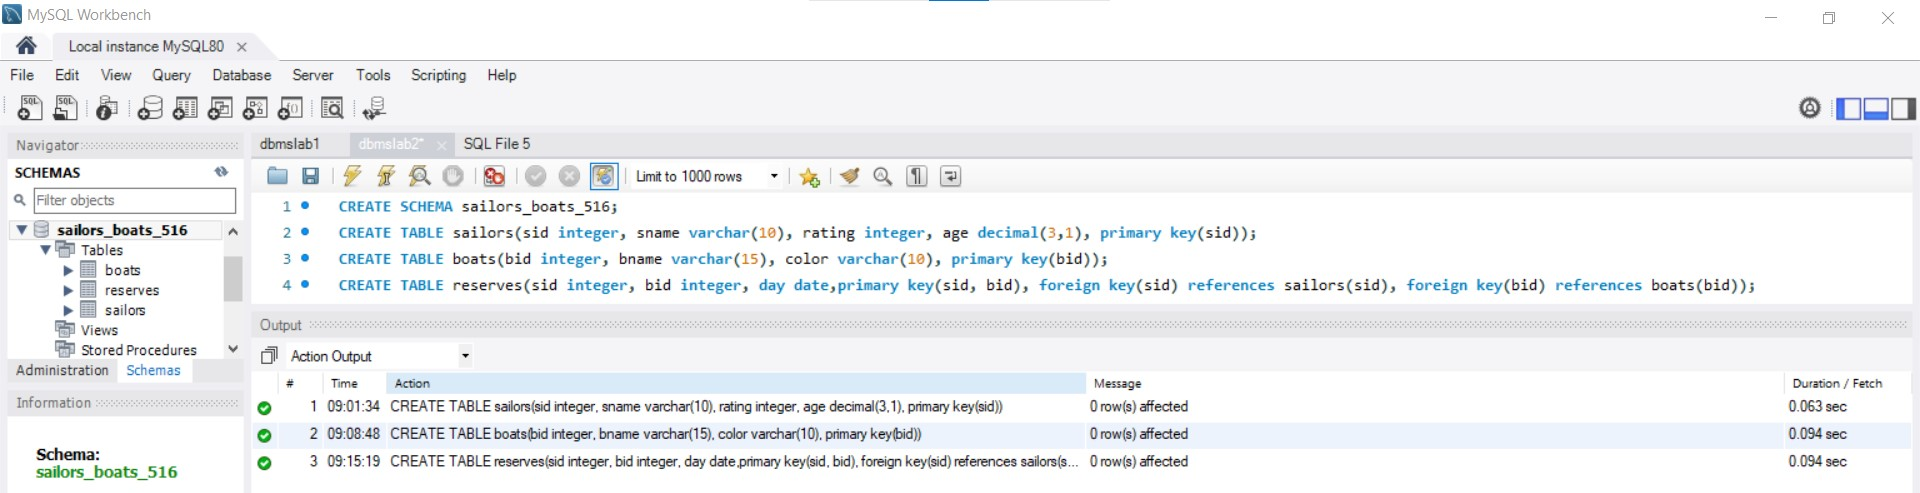 MySQL Workbench
Local instance MySQL80
File Edit View Query Database Server Tools Scripting Help
Navigator
SCHEMAS
Filter objects
sailors_boats_516
Tables
boats
reserves
sailors
Views
Stored Procedures
Administration Schemas
Information
Schema:
sailors_boats_516
dbmslab1 dbmslab2* SQL File 5
Limit to 1000 rows
1 CREATE SCHEMA sailors_boats_516;
2 CREATE TABLE sailors(sid integer, sname varchar(10), rating integer, age decimal(3,1), primary key(sid));
3 CREATE TABLE boats(bid integer, bname varchar(15), color varchar(10), primary key(bid));
4 CREATE TABLE reserves(sid integer, bid integer, day date,primary key(sid, bid), foreign key(sid) references sailors(sid), foreign key(bid) references boats(bid));
Output
Action Output
# Time Action Message Duration / Fetch
1 09:01:34 CREATE TABLE sailors(sid integer, sname varchar(10), rating integer, age decimal(3,1), primary key(sid)) 0 row(s) affected 0.063 sec
2 09:08:48 CREATE TABLE boats(bid integer, bname varchar(15), color varchar(10), primary key(bid)) 0 row(s) affected 0.094 sec
3 09:15:19 CREATE TABLE reserves(sid integer, bid integer, day date,primary key(sid, bid), foreign key(sid) references sailors(s... 0 row(s) affected 0.094 sec